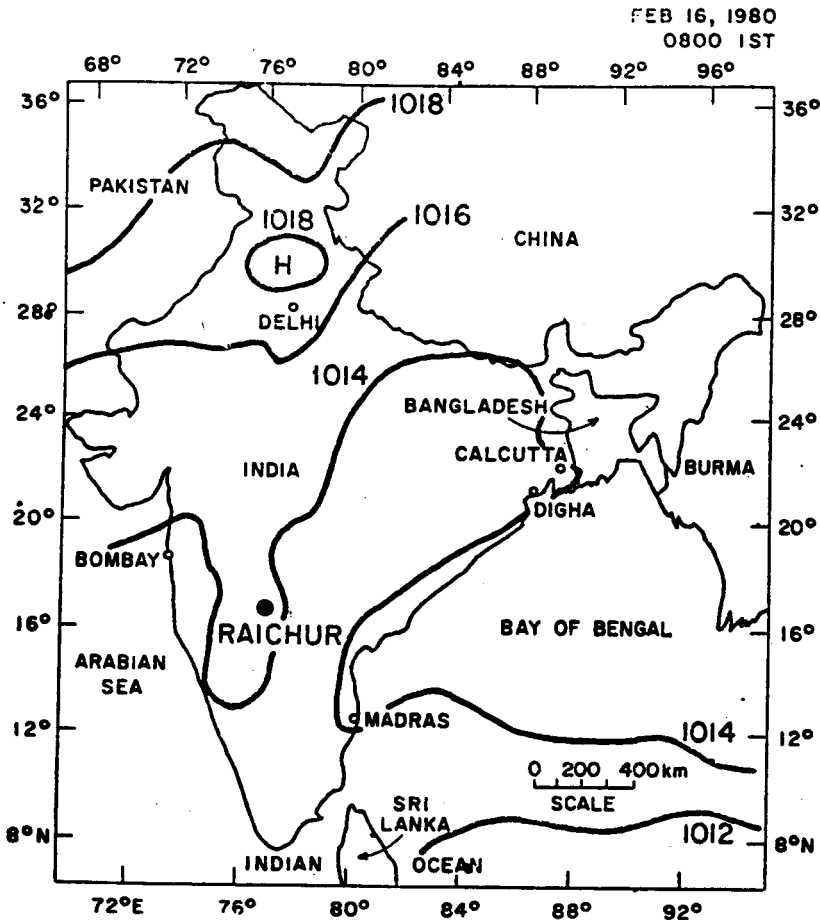 FEB 16, 1980
0800 IST
68° 72° 76° 80° 84° 88° 92° 96°
36° 1018 36°
PAKISTAN
32° 1018 1016 32°
H CHINA
28° DELHI 28°
1014
24° BANGLADESH 24°
CALCUTTA
INDIA BURMA
20° DIGHA 20°
BOMBAY
16° RAICHUR BAY OF BENGAL 16°
ARABIAN
SEA
12° MADRAS 1014 12°
0 200 400km
SCALE
SRI
LANKA
8°N 1012 8°N
INDIAN OCEAN
72°E 76° 80° 84° 88° 92°